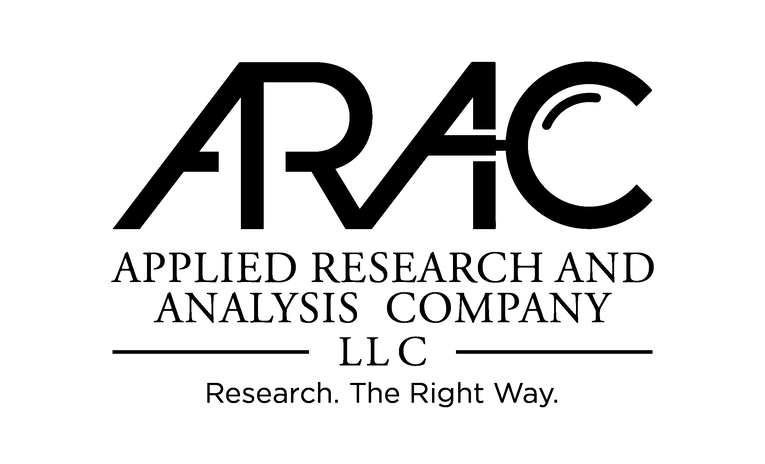 ARAC
APPLIED RESEARCH AND
ANALYSIS COMPANY
LLC
Research. The Right Way.